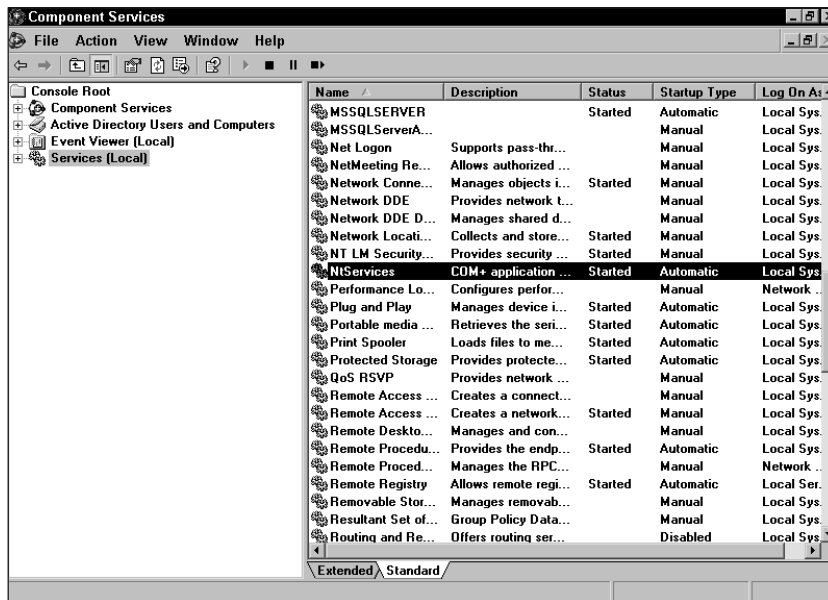 Component Services
File Action View Window Help
Console Root
Component Services
Active Directory Users and Computers
Event Viewer (Local)
Services (Local)
Name Description Status Startup Type Log On As
MSSQLSERVER Started Automatic Local Sys.
MSSQLServerA... Manual Local Sys.
Net Logon Supports pass-thr... Manual Local Sys.
NetMeeting Re... Allows authorized ... Manual Local Sys.
Network Conne... Manages objects i... Started Manual Local Sys.
Network DDE Provides network t... Manual Local Sys.
Network DDE D... Manages shared d... Manual Local Sys.
Network Locati... Collects and store... Started Manual Local Sys.
NT LM Security... Provides security ... Started Manual Local Sys.
NtServices COM+ application ... Started Automatic Local Sys.
Performance Lo... Configures perfor... Manual Network ..
Plug and Play Manages device i... Started Automatic Local Sys.
Portable media ... Retrieves the seri... Started Automatic Local Sys.
Print Spooler Loads files to me... Started Automatic Local Sys.
Protected Storage Provides protecte... Started Automatic Local Sys.
QoS RSVP Provides network ... Manual Local Sys.
Remote Access ... Creates a connect... Manual Local Sys.
Remote Access ... Creates a network... Started Manual Local Sys.
Remote Deskto... Manages and con... Manual Local Sys.
Remote Procedu... Provides the endp... Started Automatic Local Sys.
Remote Proced... Manages the RPC... Manual Network ..
Remote Registry Allows remote regi... Started Automatic Local Ser.
Removable Stor... Manages removab... Manual Local Sys.
Resultant Set of... Group Policy Data... Manual Local Sys.
Routing and Re... Offers routing ser... Disabled Local Sys.
Extended Standard